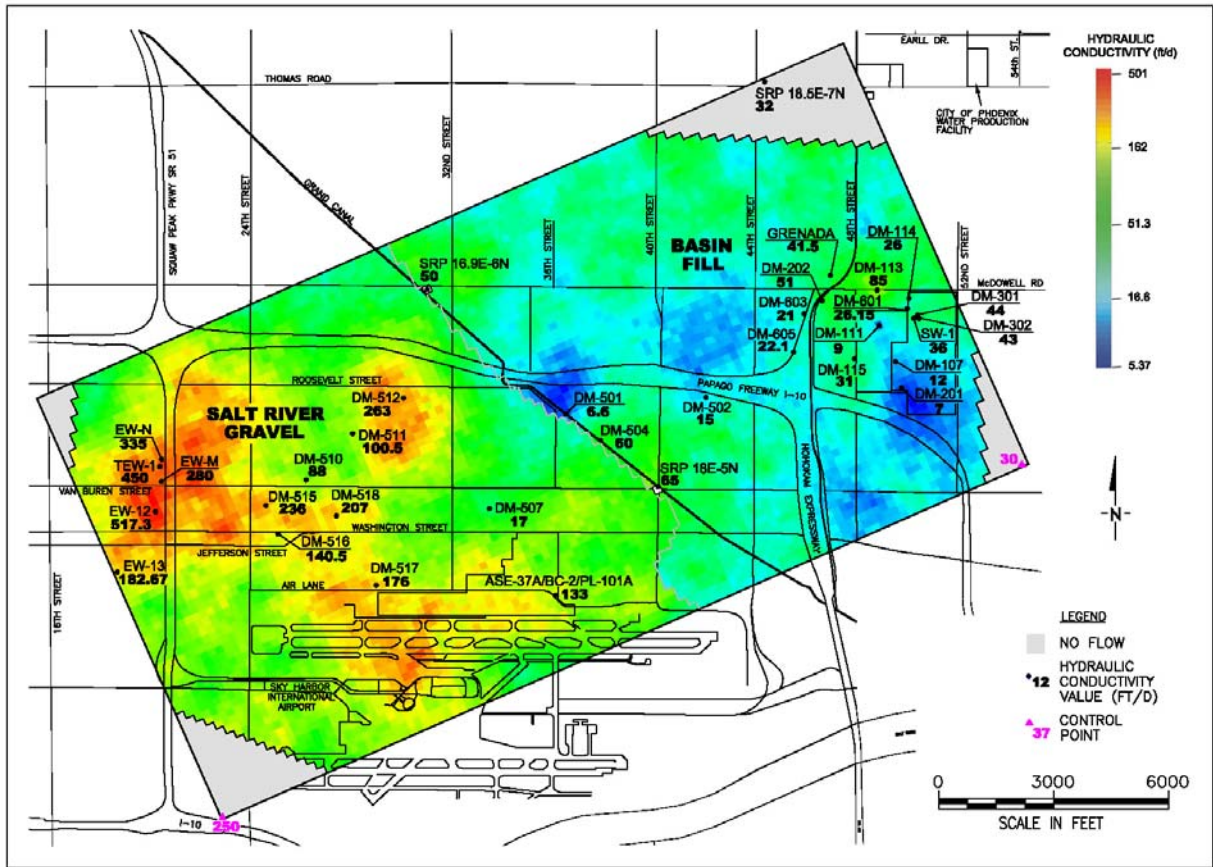 EARLL DR.
54th ST.
HYDRAULIC
CONDUCTIVITY (ft/d)
501
162
51.3
16.6
5.37
THOMAS ROAD
SRP 18.5E-7N
32
CITY OF PHOENIX
WATER PRODUCTION
FACILITY
SQUAW PEAK PKWY SR 51
24TH STREET
32ND STREET
GRAND CANAL
36TH STREET
40TH STREET
44TH STREET
48TH STREET
52ND STREET
BASIN
FILL
GRENADA
41.5
DM-114
26
DM-202
51
DM-113
85
McDOWELL RD
SRP 16.9E-6N
50
DM-603
21
DM-601
26.15
DM-301
44
DM-605
22.1
DM-111
9
SW-1
36
DM-302
43
DM-115
31
DM-107
12
DM-201
7
PAPAGO FREEWAY I-10
ROOSEVELT STREET
SALT RIVER
GRAVEL
DM-512
263
DM-501
6.6
DM-502
15
DM-504
60
DM-511
100.5
EW-N
335
TEW-1
450
EW-M
280
DM-510
88
SRP 18E-5N
65
30
VAN BUREN STREET
EW-12
517.3
DM-515
236
DM-518
207
DM-507
17
WASHINGTON STREET
JEFFERSON STREET
DM-516
140.5
HOHOKAM EXPRESSWAY
N
EW-13
182.67
AIR LANE
DM-517
176
ASE-37A/BC-2/PL-101A
133
16TH STREET
SKY HARBOR
INTERNATIONAL
AIRPORT
I-10
250
LEGEND
NO FLOW
12
HYDRAULIC
CONDUCTIVITY
VALUE (FT/D)
37
CONTROL
POINT
0 3000 6000
SCALE IN FEET